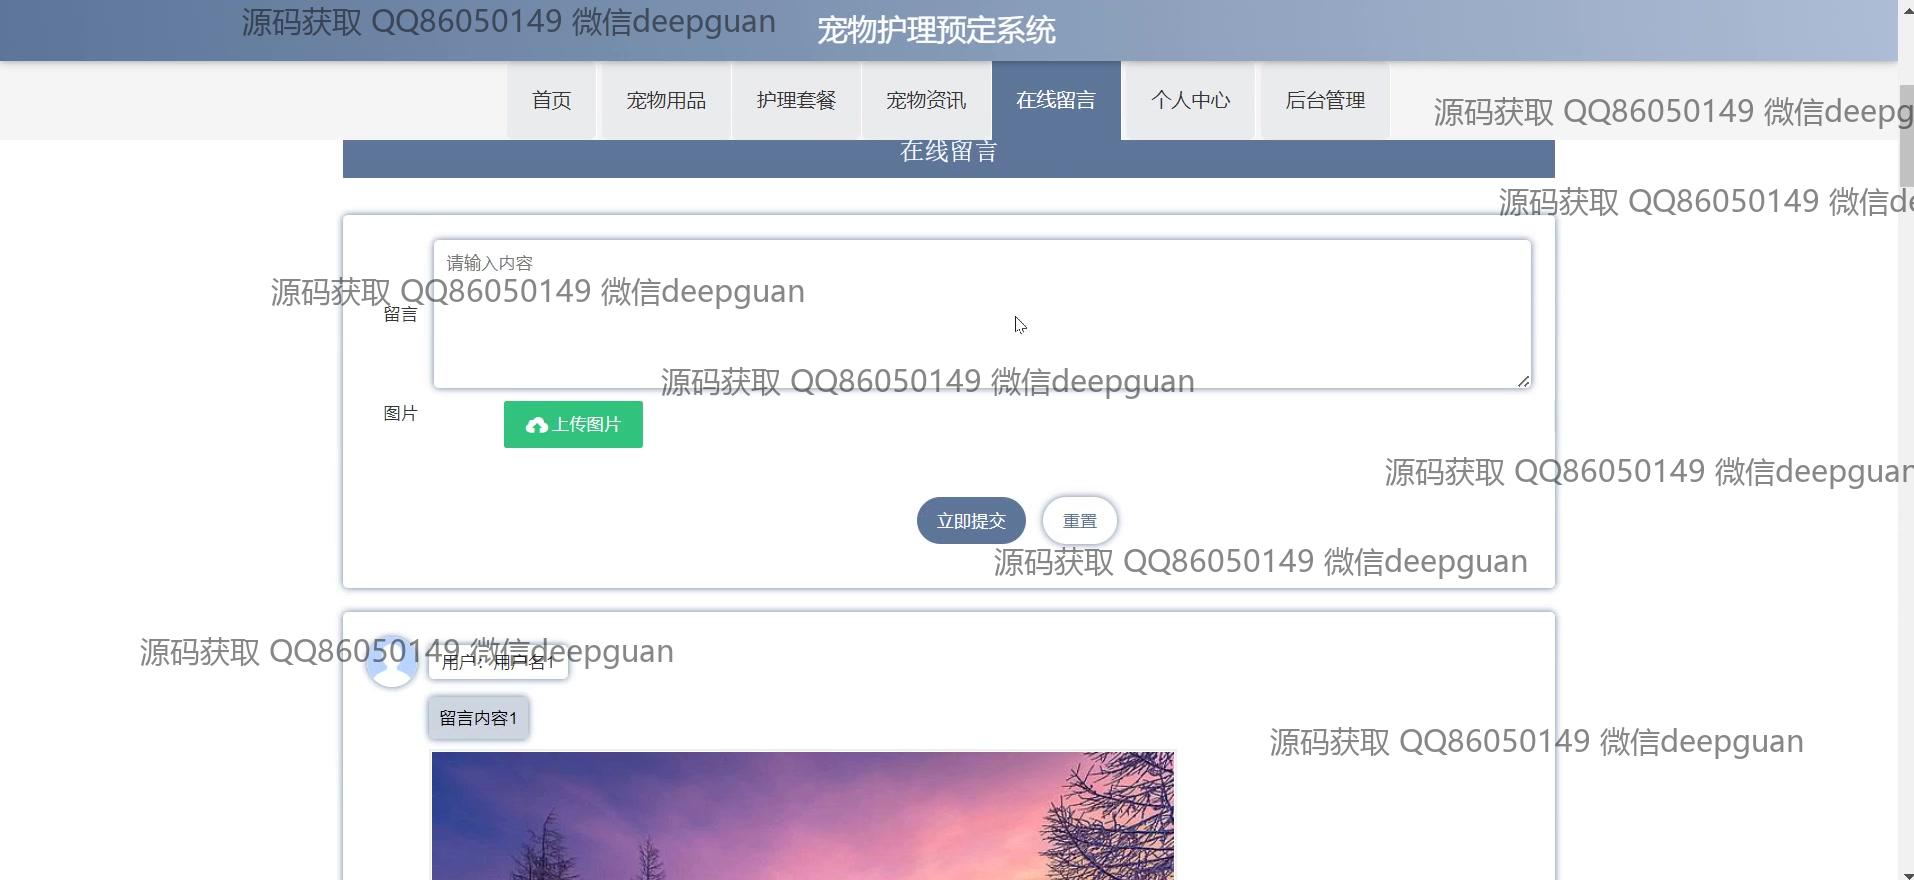 源码获取 QQ86050149 微信deepguan
宠物护理预定系统
首页 宠物用品 护理套餐 宠物资讯 在线留言 个人中心 后台管理
源码获取 QQ86050149 微信deepg
在线留言
源码获取 QQ86050149 微信de
请输入内容
源码获取 QQ86050149 微信deepguan
留言
源码获取 QQ86050149 微信deepguan
图片
上传图片
源码获取 QQ86050149 微信deepguan
立即提交 重置
源码获取 QQ86050149 微信deepguan
源码获取 QQ86050149 微信deepguan
用户：用户名1
留言内容1
源码获取 QQ86050149 微信deepguan